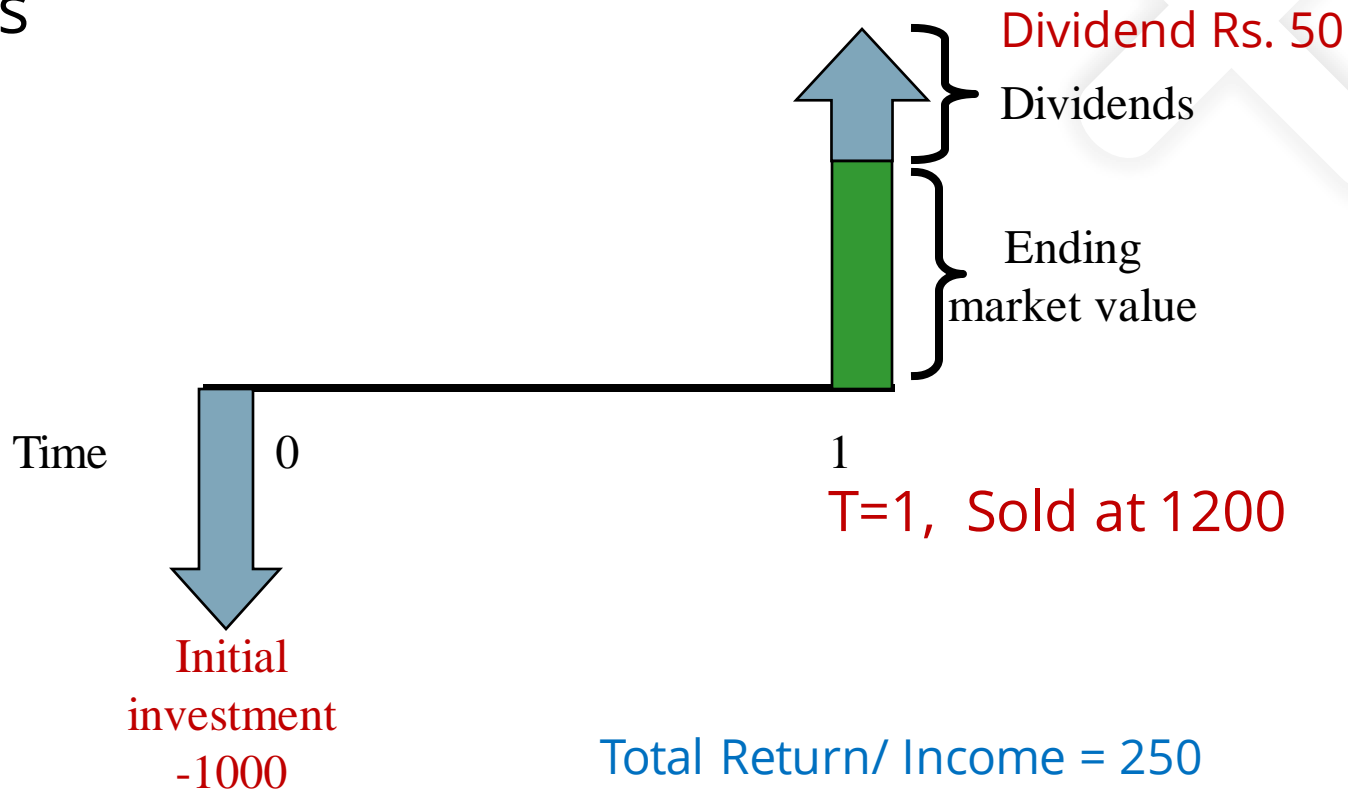 s
Dividend Rs. 50
Dividends
Ending
market value
Time 0 1
T=1, Sold at 1200
Initial
investment
-1000
Total Return/ Income = 250